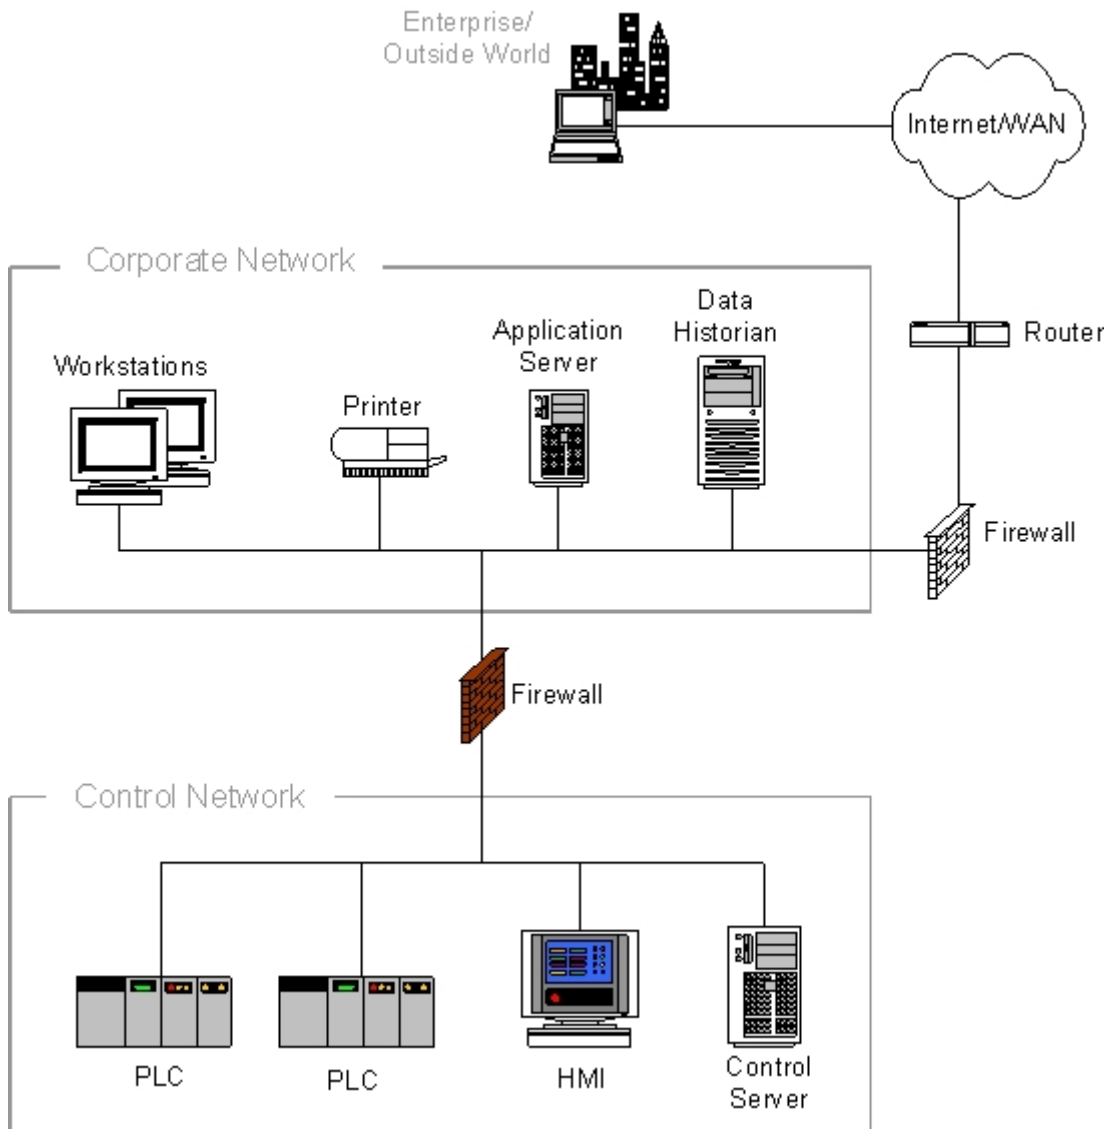 Enterprise/
Outside World
Internet/WAN
Corporate Network
Data
Historian
Application
Server
Router
Workstations
Printer
Firewall
Firewall
Control Network
PLC
PLC
HMI
Control
Server